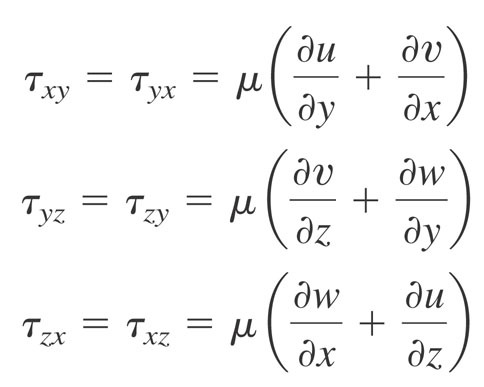 τxy = τyx = μ(∂u/∂y + ∂v/∂x)
τyz = τzy = μ(∂v/∂z + ∂w/∂y)
τzx = τxz = μ(∂w/∂x + ∂u/∂z)